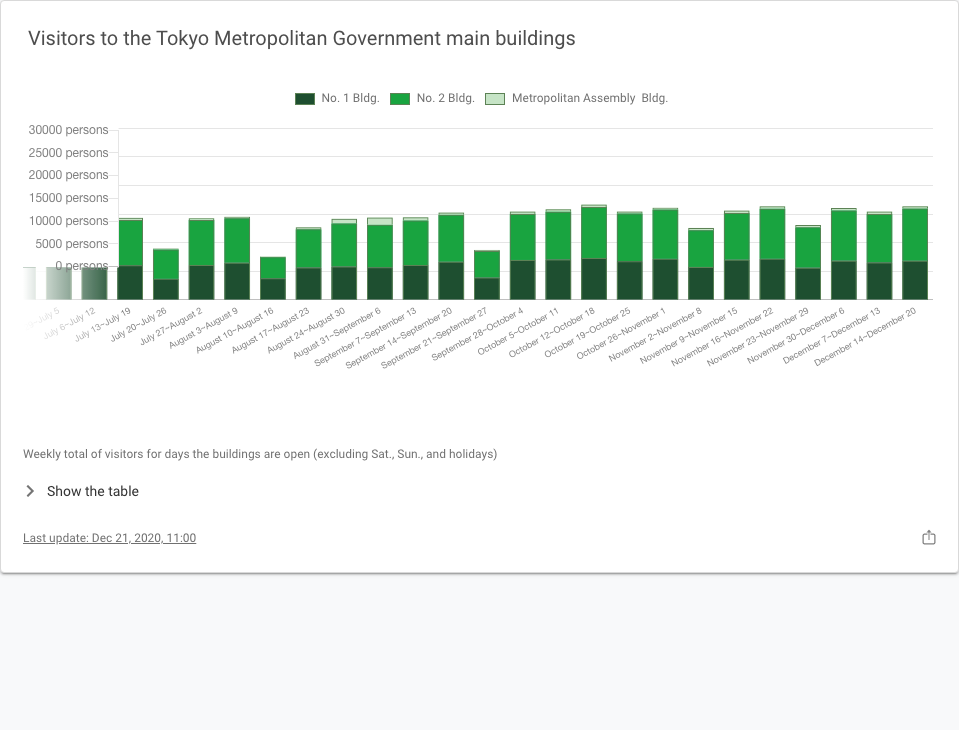 Visitors to the Tokyo Metropolitan Government main buildings
No. 1 Bldg. No. 2 Bldg. Metropolitan Assembly Bldg.
30000 persons
25000 persons
20000 persons
15000 persons
10000 persons
5000 persons
0 persons
July 5
July 6~July 12
July 13~July 19
July 20~July 26
July 27~August 2
August 3~August 9
August 10~August 16
August 17~August 23
August 24~August 30
August 31~September 6
September 7~September 13
September 14~September 20
September 21~September 27
September 28~October 4
October 5~October 11
October 12~October 18
October 19~October 25
October 26~November 1
November 2~November 8
November 9~November 15
November 16~November 22
November 23~November 29
November 30~December 6
December 7~December 13
December 14~December 20
Weekly total of visitors for days the buildings are open (excluding Sat., Sun., and holidays)
Show the table
Last update: Dec 21, 2020, 11:00